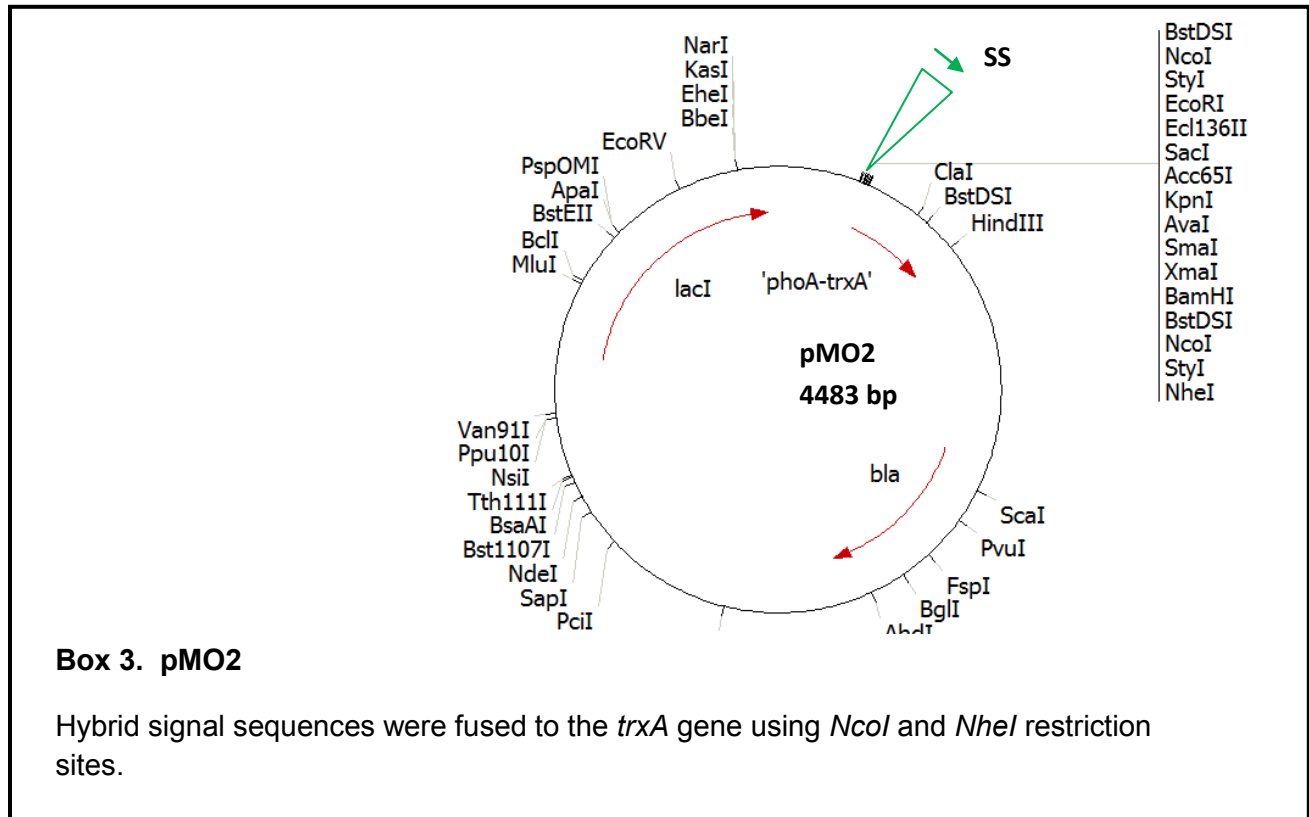 NarI
KasI
EheI
BbeI
EcoRV
PspOMI
ApaI
BstEII
BclI
MluI
SS
BstDSI
NcoI
StyI
EcoRI
Ecl136II
SacI
Acc65I
KpnI
AvaI
SmaI
XmaI
BamHI
BstDSI
NcoI
StyI
NheI
ClaI
BstDSI
HindIII
lacI
'phoA-trxA'
pMO2
4483 bp
bla
Van91I
Ppu10I
NsiI
Tth111I
BsaAI
Bst1107I
NdeI
SapI
PciI
ScaI
PvuI
FspI
BglI
AhdI
Box 3. pMO2
Hybrid signal sequences were fused to the trxA gene using NcoI and NheI restriction
sites.